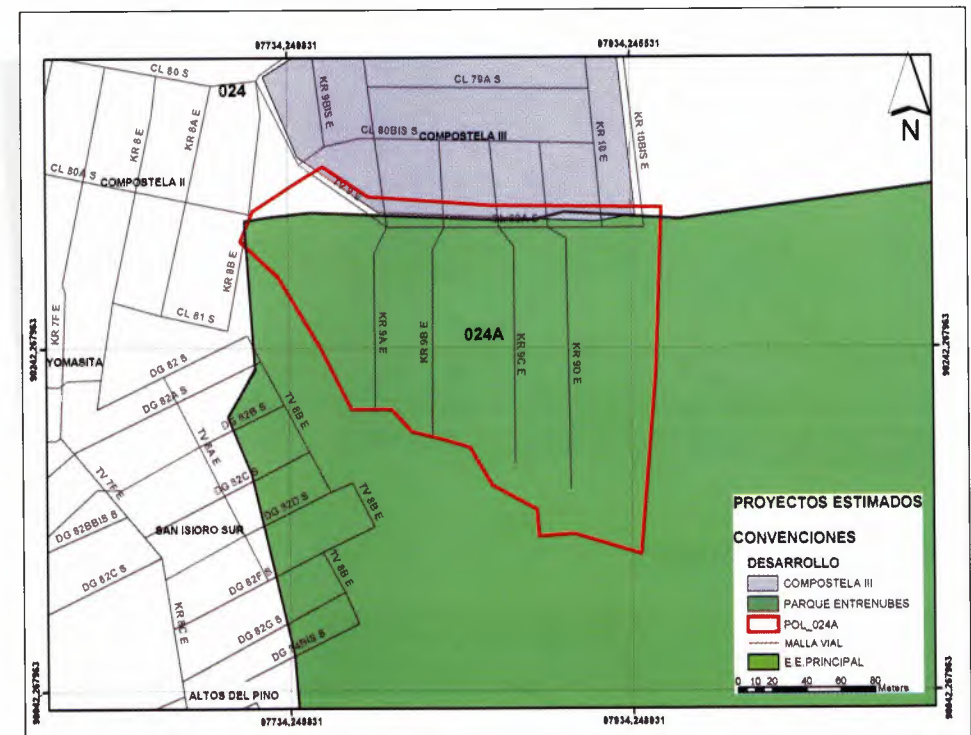 97734,248831
97934,248831
CL 80 S
024
KR 8 E
KR 8A E
KR 9BIS E
CL 79A S
CL 80BIS S
COMPOSTELA III
KR 10 E
KR 10BIS E
N
CL 80A S
COMPOSTELA II
TV 9 E
KR 8B E
CL 81 S
KR 7F E
YOMASITA
KR 9A E
KR 9B E
024A
KR 9C E
KR 9D E
98242,267963
98242,267963
DG 82 S
DG 82A S
DG 82B S
TV 8B E
TV 8A E
DG 82C S
TV 7F E
DG 82D S
TV 8B E
SAN ISIDRO SUR
DG 82BBIS B
DG 82C S
DG 82F S
TV 8B E
KR 8C E
DG 82G S
ALTOS DEL PINO
98042,267963
98042,267963
PROYECTOS ESTIMADOS
CONVENCIONES
DESARROLLO
COMPOSTELA III
PARQUE ENTRENUBES
POL_024A
MALLA VIAL
E.E.PRINCIPAL
0 10 20 40 60 80
Meters
97734,248831
97934,248831